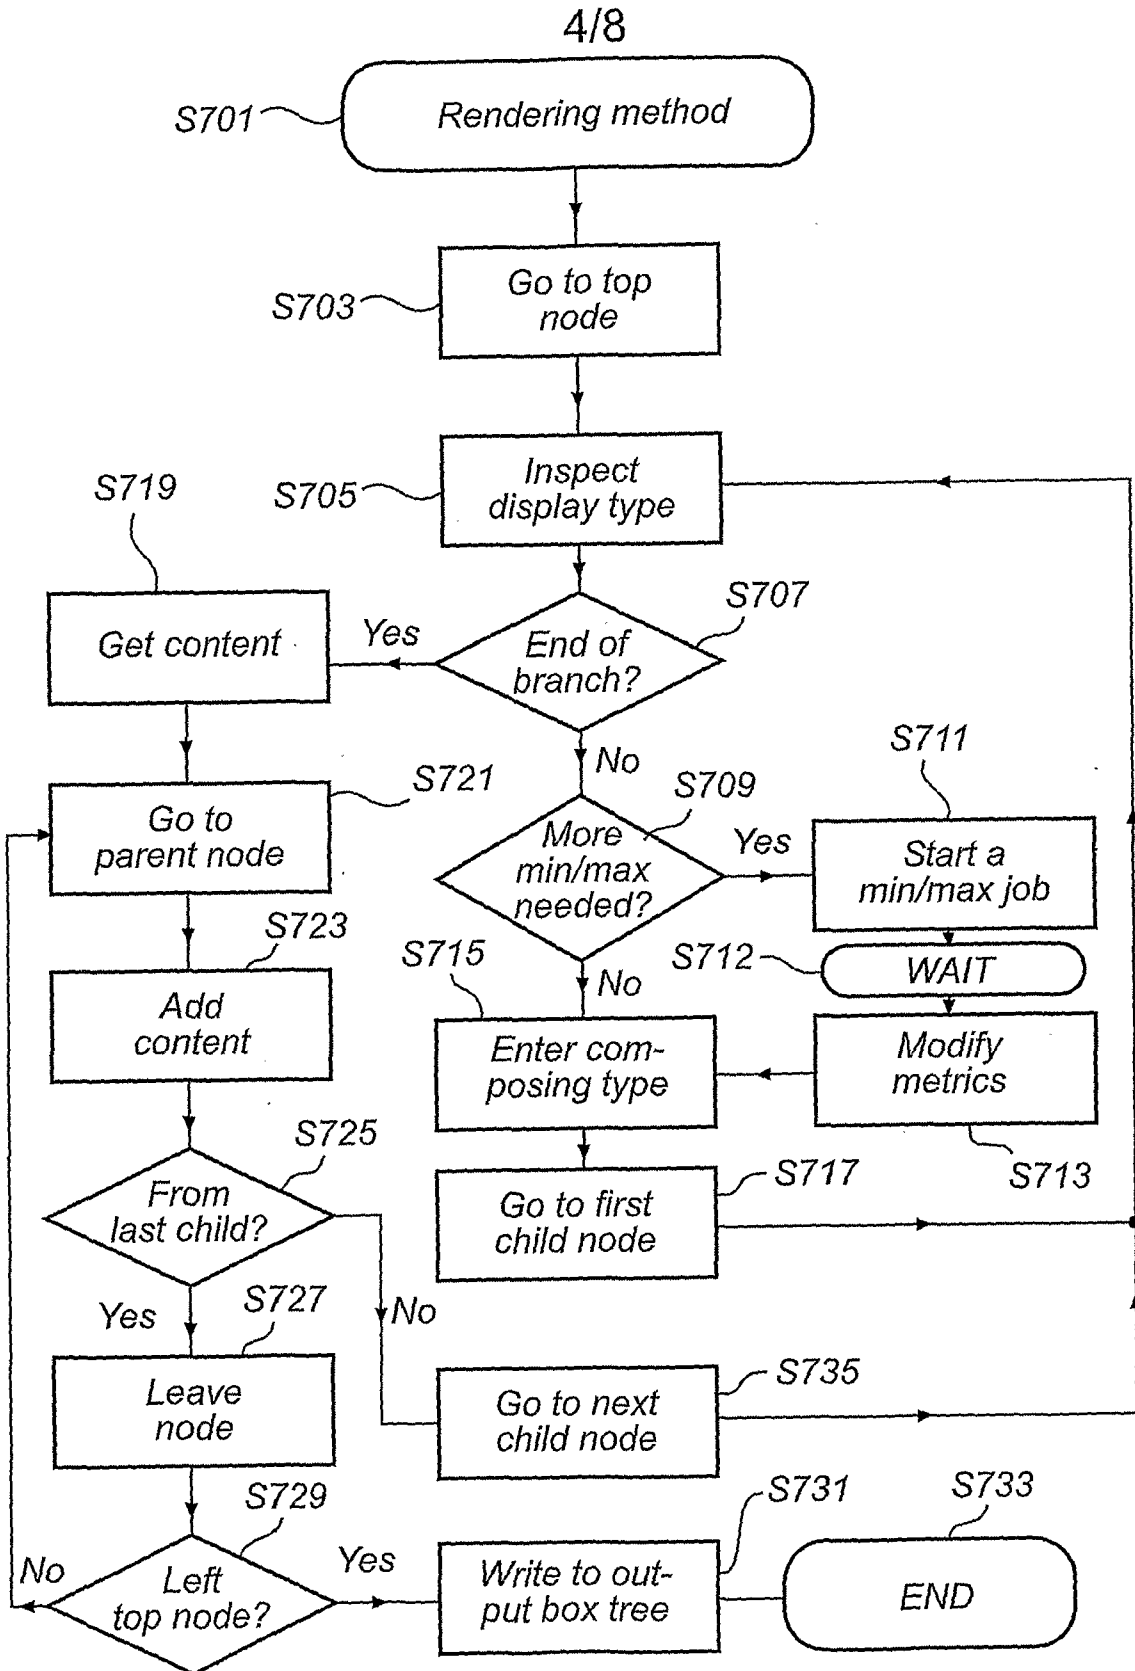 4/8
S701
Rendering method
S703
Go to top
node
S705
Inspect
display type
S719
Get content
Yes
S707
End of
branch?
No
S721
Go to
parent node
S709
More
min/max
needed?
Yes
S711
Start a
min/max job
S712
WAIT
S723
Add
content
S715
No
Enter com-
posing type
Modify
metrics
S713
S725
From
last child?
S717
Go to first
child node
Yes
No
S727
Leave
node
S735
Go to next
child node
S729
Left
top node?
No
Yes
S731
Write to out-
put box tree
S733
END